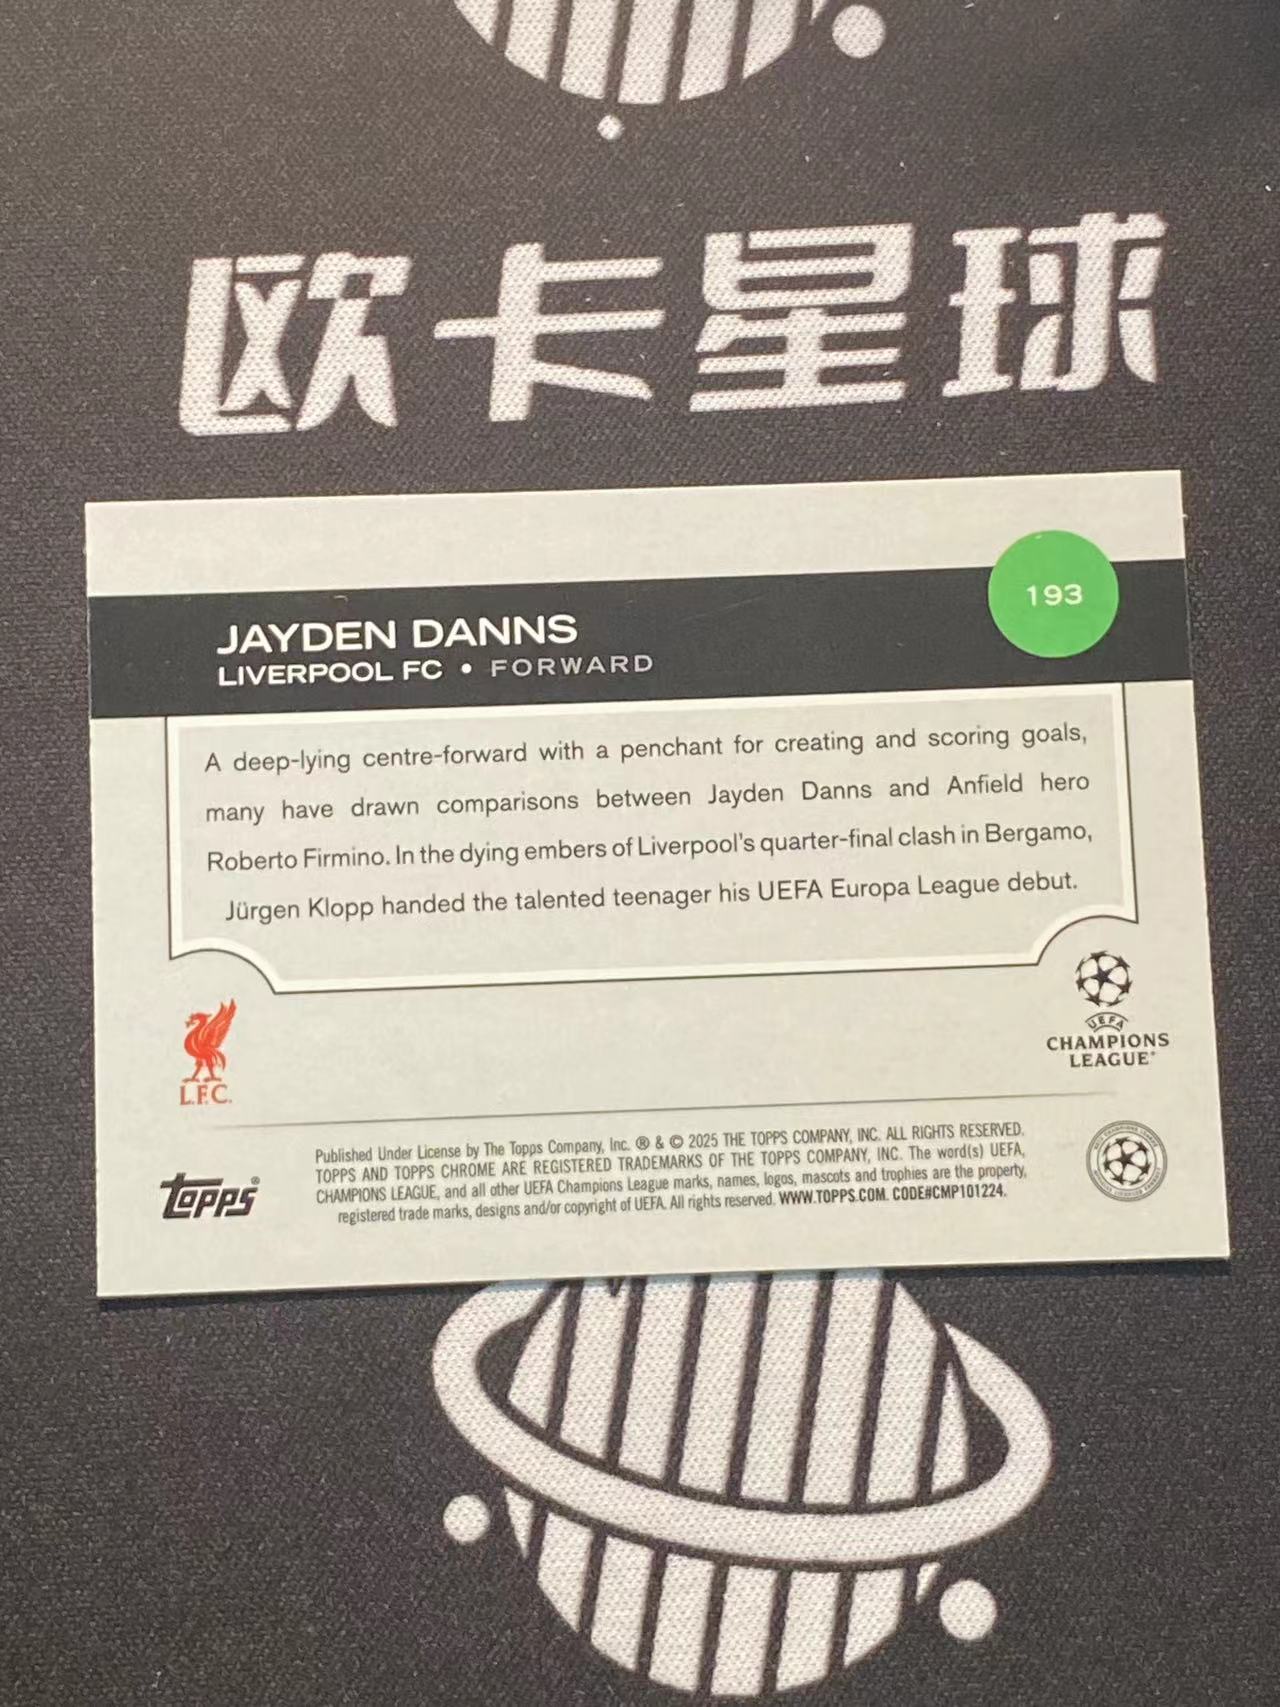 欧卡星球
193
JAYDEN DANNS
LIVERPOOL FC • FORWARD
A deep-lying centre-forward with a penchant for creating and scoring goals,
many have drawn comparisons between Jayden Danns and Anfield hero
Roberto Firmino. In the dying embers of Liverpool's quarter-final clash in Bergamo,
Jürgen Klopp handed the talented teenager his UEFA Europa League debut.
L.F.C.
UEFA
CHAMPIONS
LEAGUE®
topps®
Published Under License by The Topps Company, Inc. ® & © 2025 THE TOPPS COMPANY, INC. ALL RIGHTS RESERVED.
TOPPS AND TOPPS CHROME ARE REGISTERED TRADEMARKS OF THE TOPPS COMPANY, INC. The word(s) UEFA,
CHAMPIONS LEAGUE, and all other UEFA Champions League marks, names, logos, mascots and trophies are the property,
registered trade marks, designs and/or copyright of UEFA. All rights reserved. WWW.TOPPS.COM. CODE#CMP101224.